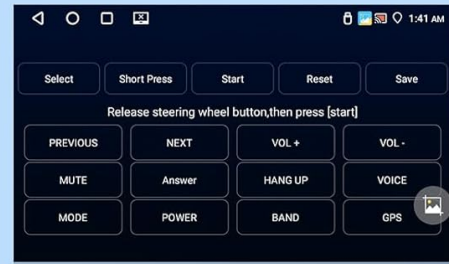 1:41 AM
Select Short Press Start Reset Save
Release steering wheel button,then press [start]
PREVIOUS NEXT VOL + VOL -
MUTE Answer HANG UP VOICE
MODE POWER BAND GPS